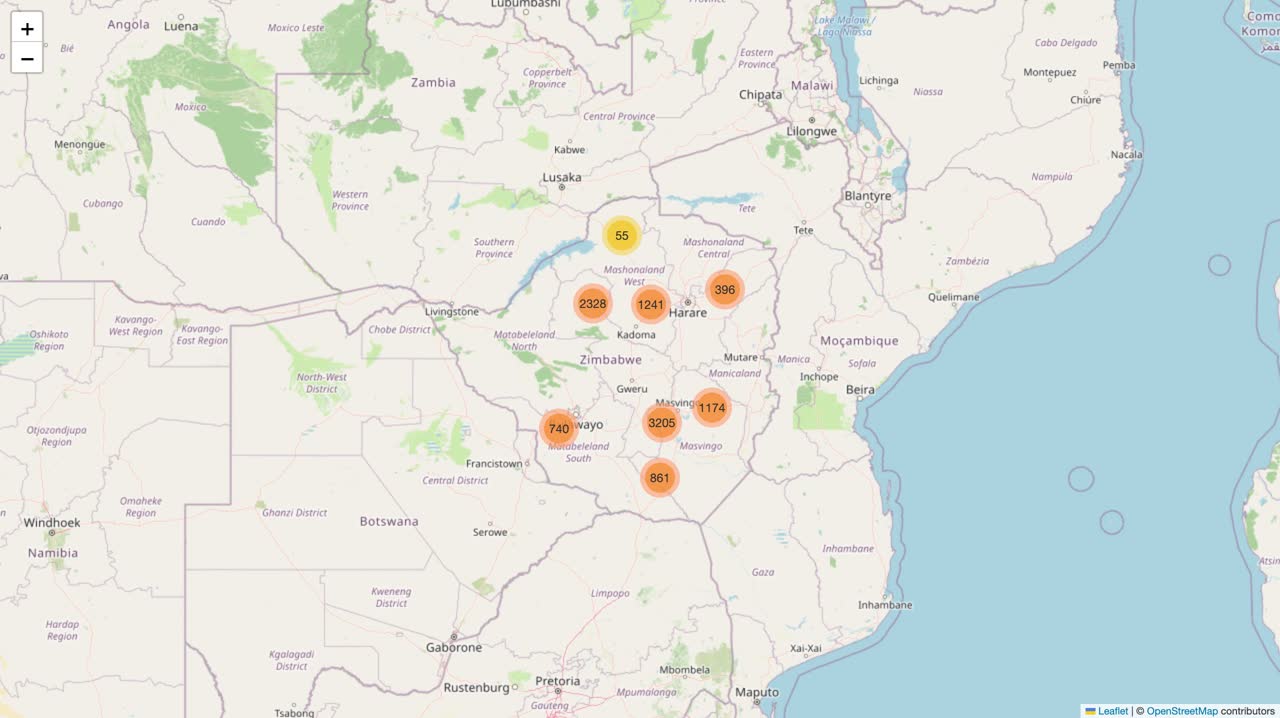 +
−
Lubumbashi
Angola
Luena
Moxico Leste
Bié
Lake Malawi /
Lago Niassa
Cabo Delgado
Montepuez
Pemba
Chiúre
Eastern
Province
Zambia
Copperbelt
Province
Malawi
Lichinga
Niassa
Chipata
Moxico
Central Province
Lilongwe
Menongue
Kabwe
Nacala
Lusaka
Nampula
Cubango
Cuando
Western
Province
Blantyre
Tete
Tete
55
Southern
Province
Mashonaland
Central
Zambézia
Mashonaland
West
396
2328
1241
Livingstone
Harare
Quelimane
Oshikoto
Region
Kavango-
West Region
Kavango-
East Region
Chobe District
Matabeleland
North
Kadoma
Moçambique
Zimbabwe
Mutare
Manica
Sofala
Manicaland
Inchope
North-West
District
Gweru
Beira
Masvingo
1174
740
wayo
3205
Otjozondjupa
Region
Matabeleland
South
Masvingo
Francistown
Central District
861
Omaheke
Region
Ghanzi District
Windhoek
Botswana
Serowe
Namibia
Inhambane
Gaza
Kweneng
District
Limpopo
Inhambane
Hardap
Region
Gaborone
Kgalagadi
District
Xai-Xai
Mbombela
Rustenburg
Pretoria
Mpumalanga
Maputo
Gauteng
Tsabong
Leaflet | © OpenStreetMap contributors